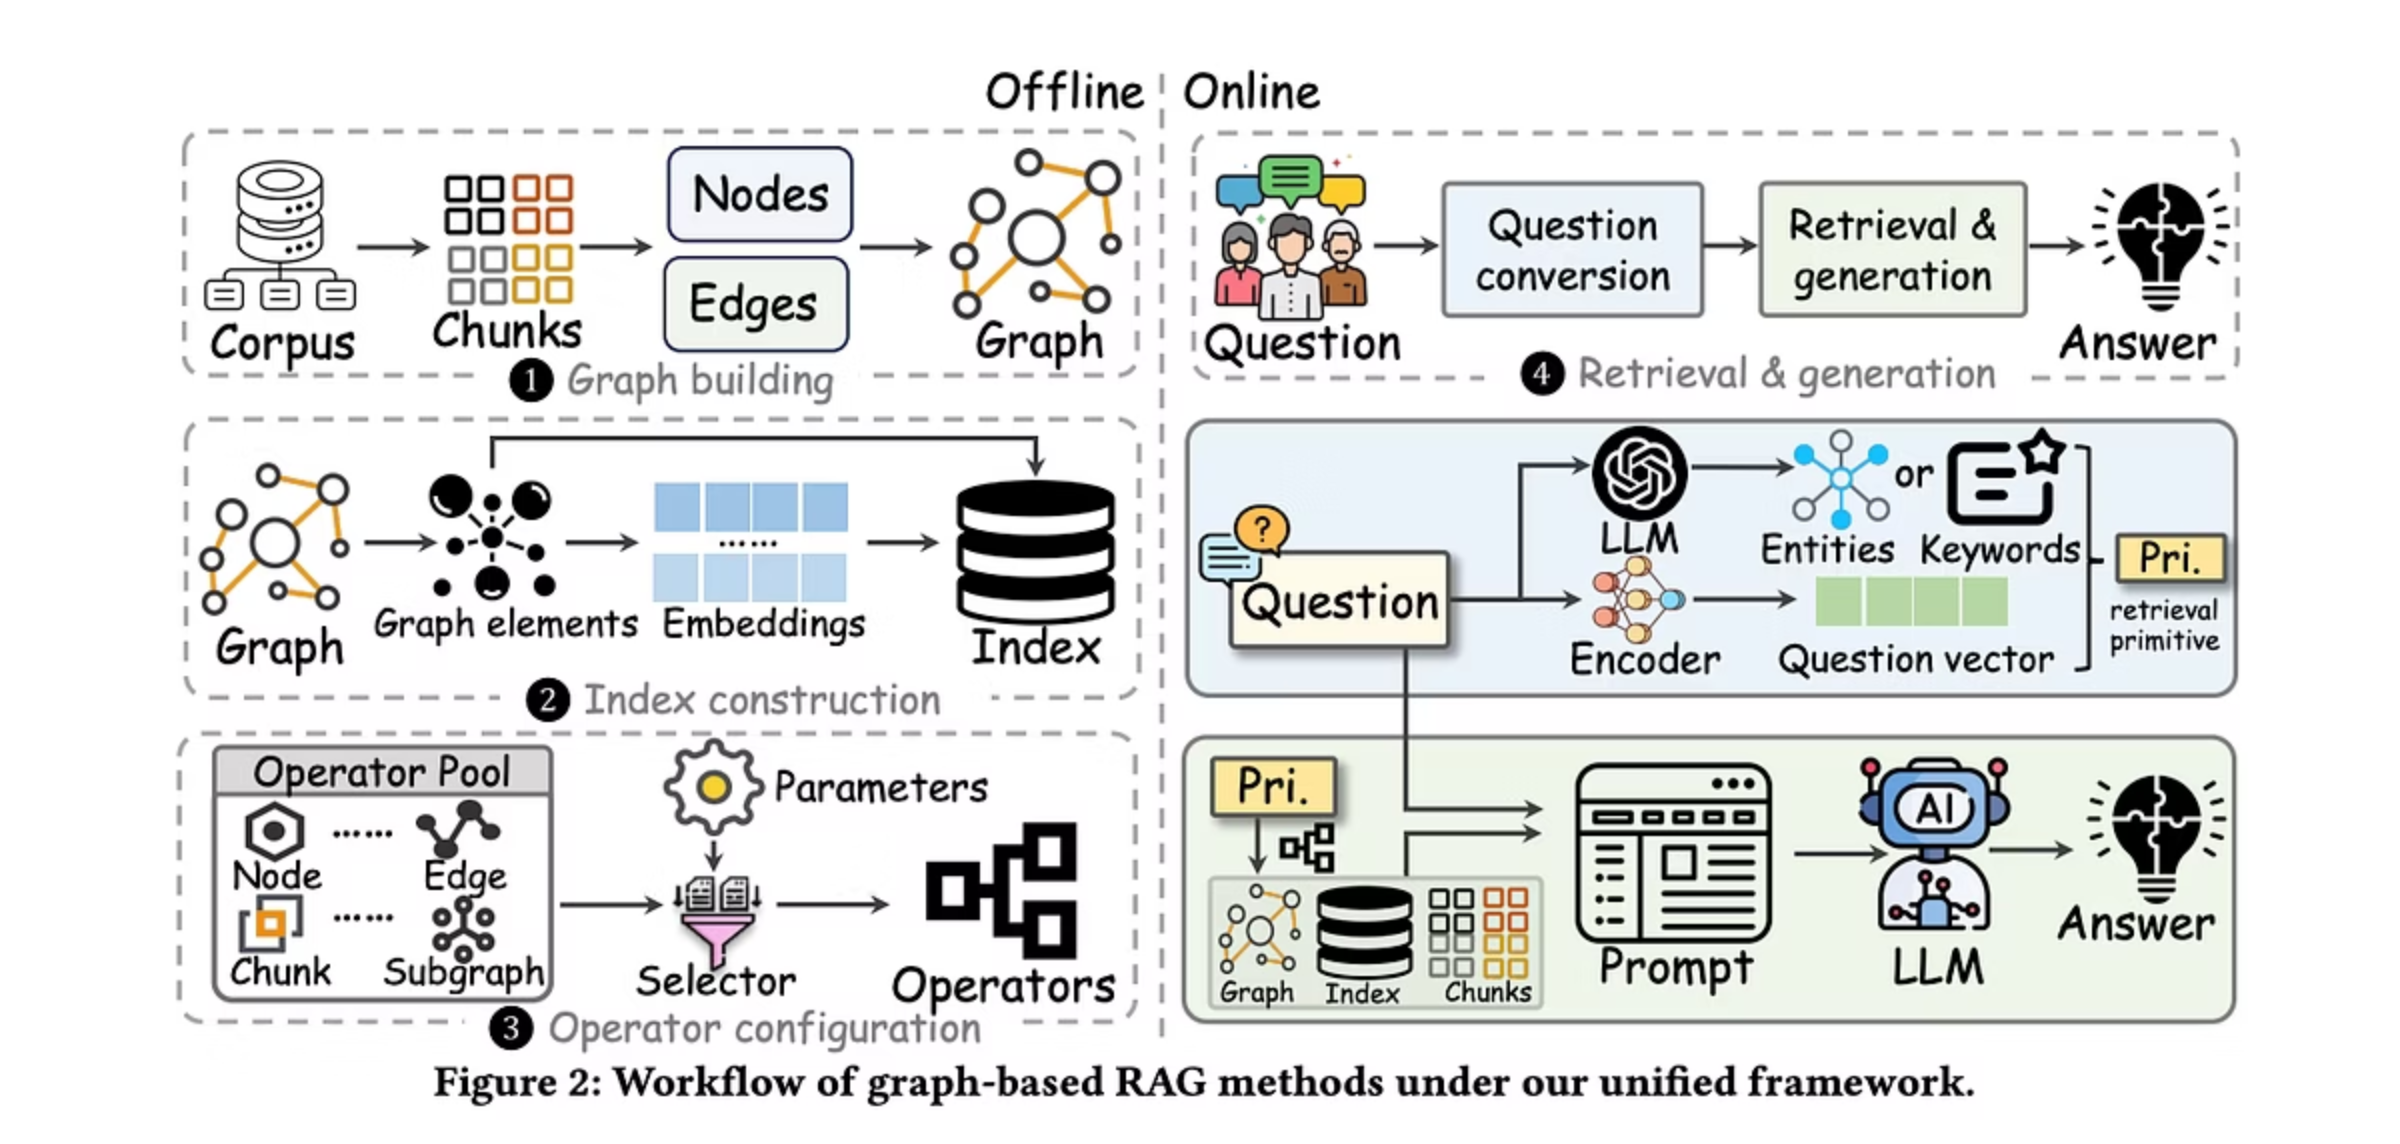 Offline
Online
Corpus
Chunks
Nodes
Edges
Graph
1 Graph building
Graph
Graph elements
......
Embeddings
Index
2 Index construction
Operator Pool
Node
......
Edge
Chunk
......
Subgraph
Parameters
Selector
Operators
3 Operator configuration
Question
Question
conversion
Retrieval &
generation
Answer
4 Retrieval & generation
?
Question
LLM
Entities
or
Keywords
Encoder
Question vector
Pri.
retrieval
primitive
Pri.
Graph
Index
Chunks
Prompt
AI
LLM
Answer
Figure 2: Workflow of graph-based RAG methods under our unified framework.